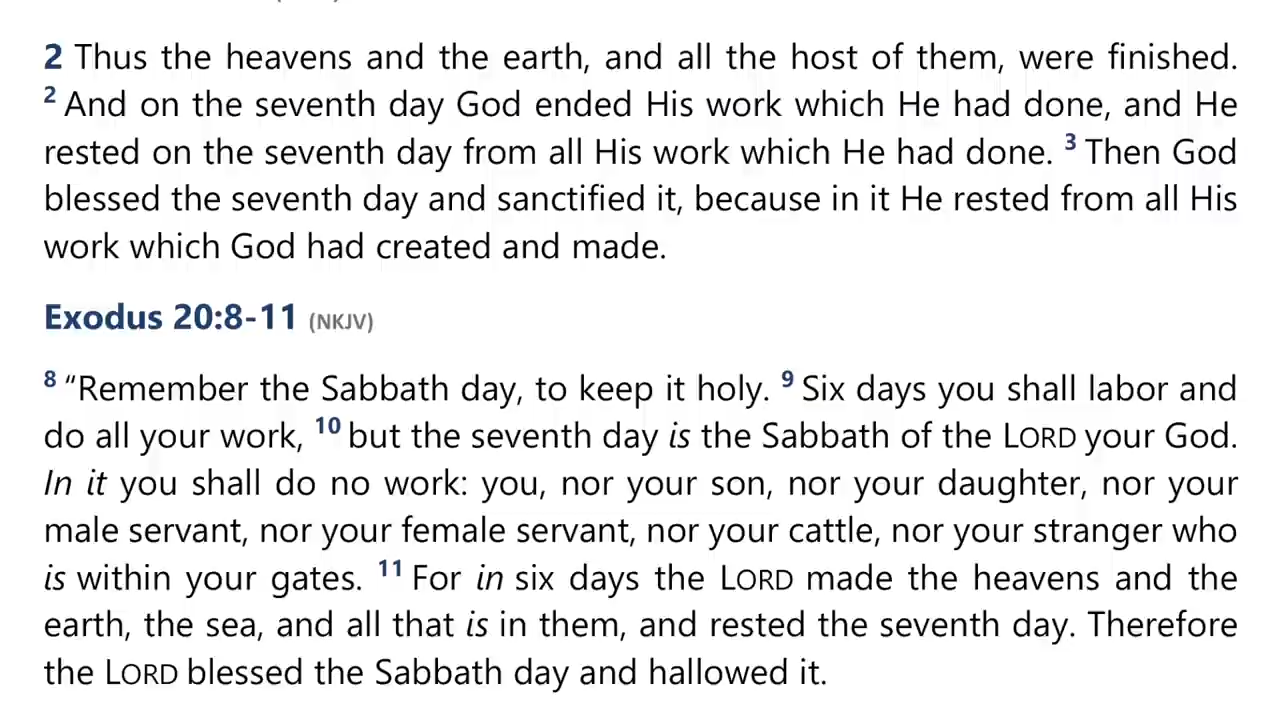 2 Thus the heavens and the earth, and all the host of them, were finished.
2 And on the seventh day God ended His work which He had done, and He
rested on the seventh day from all His work which He had done. 3 Then God
blessed the seventh day and sanctified it, because in it He rested from all His
work which God had created and made.
Exodus 20:8-11 (NKJV)
8 “Remember the Sabbath day, to keep it holy. 9 Six days you shall labor and
do all your work, 10 but the seventh day is the Sabbath of the LORD your God.
In it you shall do no work: you, nor your son, nor your daughter, nor your
male servant, nor your female servant, nor your cattle, nor your stranger who
is within your gates. 11 For in six days the LORD made the heavens and the
earth, the sea, and all that is in them, and rested the seventh day. Therefore
the LORD blessed the Sabbath day and hallowed it.